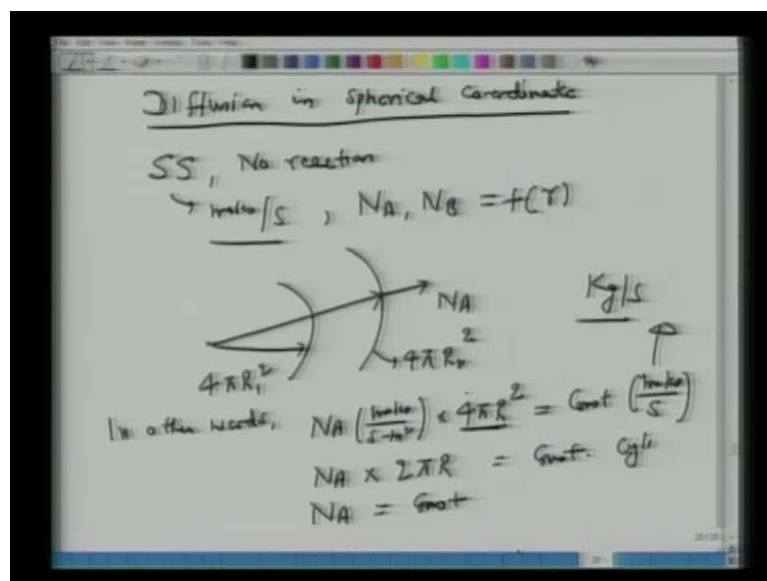 Diffusion in Spherical Coordinate
SS, No reaction
moles/s, NA, NB = f(r)
NA
Kg/s
4πR₁²
4πR₂²
In other words, NA (moles/s-m²) × 4πR² = Const (moles/s)
NA × 2πR = Const. Cyli
NA = Const